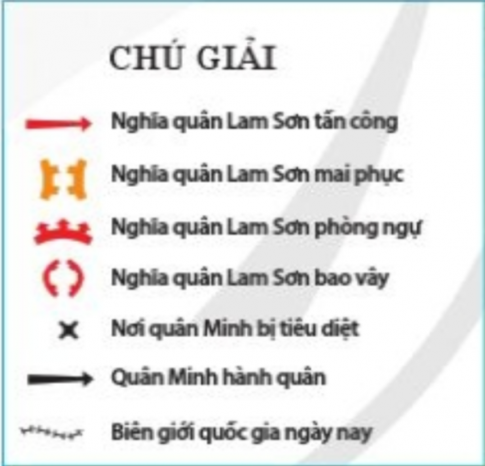 CHÚ GIẢI
Nghĩa quân Lam Sơn tấn công
Nghĩa quân Lam Sơn mai phục
Nghĩa quân Lam Sơn phòng ngự
Nghĩa quân Lam Sơn bao vây
Nơi quân Minh bị tiêu diệt
Quân Minh hành quân
Biên giới quốc gia ngày nay